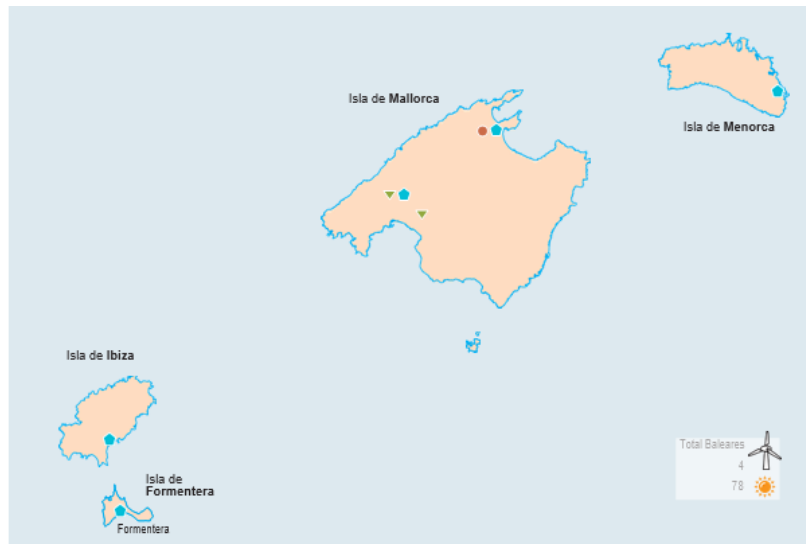 Isla de Mallorca
Isla de Menorca
Isla de Ibiza
Isla de
Formentera
Formentera
Total Baleares
4
78